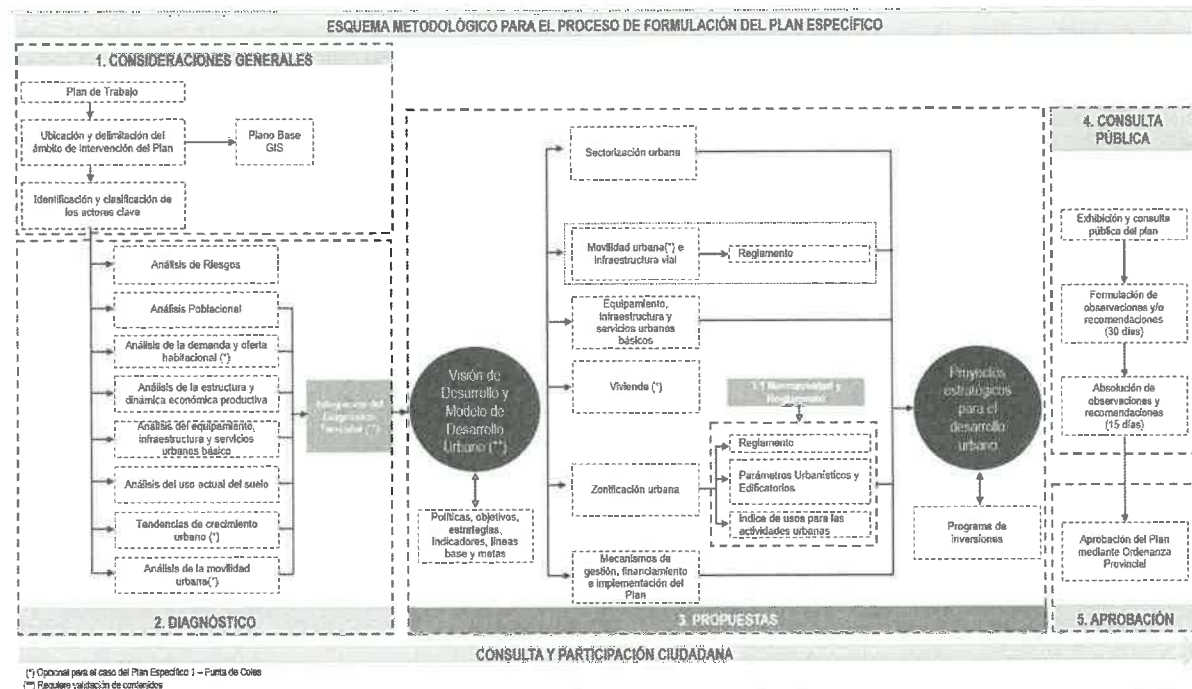 ESQUEMA METODOLÓGICO PARA EL PROCESO DE FORMULACIÓN DEL PLAN ESPECÍFICO
1. CONSIDERACIONES GENERALES
Plan de Trabajo
Ubicación y delimitación del
ámbito de intervención del Plan
Plano Base
GIS
Identificación y clasificación de
los actores clave
Análisis de Riesgos
Análisis Poblacional
Análisis de la demanda y oferta
habitacional (*)
Análisis de la estructura y
dinámica económica productiva
Análisis del equipamiento,
infraestructura y servicios
urbanos básico
Análisis del uso actual del suelo
Tendencias de crecimiento
urbano (*)
Análisis de la movilidad
urbana(*)
2. DIAGNÓSTICO
Visión de
Desarrollo y
Modelo de
Desarrollo
Urbano (**)
Políticas, objetivos,
estrategias,
indicadores, líneas
base y metas
Sectorización urbana
Movilidad urbana(*) e
infraestructura vial
Reglamento
Equipamiento,
infraestructura y
servicios urbanos
básicos
Vivienda (*)
Zonificación urbana
Reglamento
Parámetros Urbanísticos y
Edificatorios
Índice de usos para las
actividades urbanas
Mecanismos de
gestión, financiamiento
e implementación del
Plan
3. PROPUESTAS
Proyectos
estratégicos
para el
desarrollo
urbano
Programa de
inversiones
4. CONSULTA
PÚBLICA
Exhibición y consulta
pública del plan
Formulación de
observaciones y/o
recomendaciones
(30 días)
Absolución de
observaciones y
recomendaciones
(15 días)
Aprobación del Plan
mediante Ordenanza
Provincial
5. APROBACIÓN
CONSULTA Y PARTICIPACIÓN CIUDADANA
(*) Opcional para el caso del Plan Específico 1 – Punta de Coles
(**) Requiere validación de contenidos